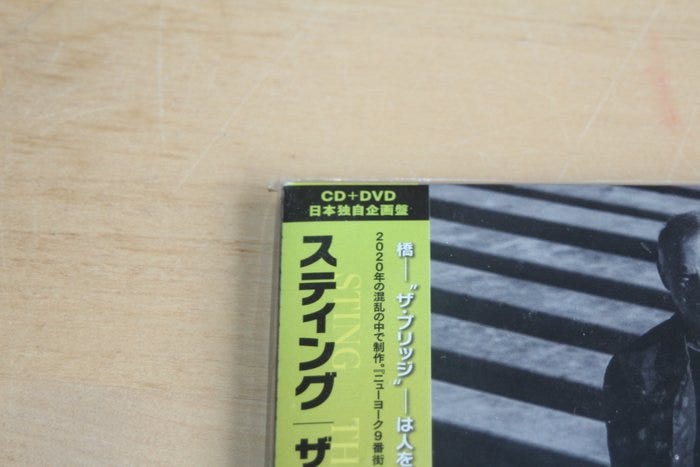 CD+DVD
日本独自企画盤
橋—“ザ・ブリッジ”—は人を
2020年の混乱の中で制作。『ニューヨーク9番街
スティング｜ザ
STING TH